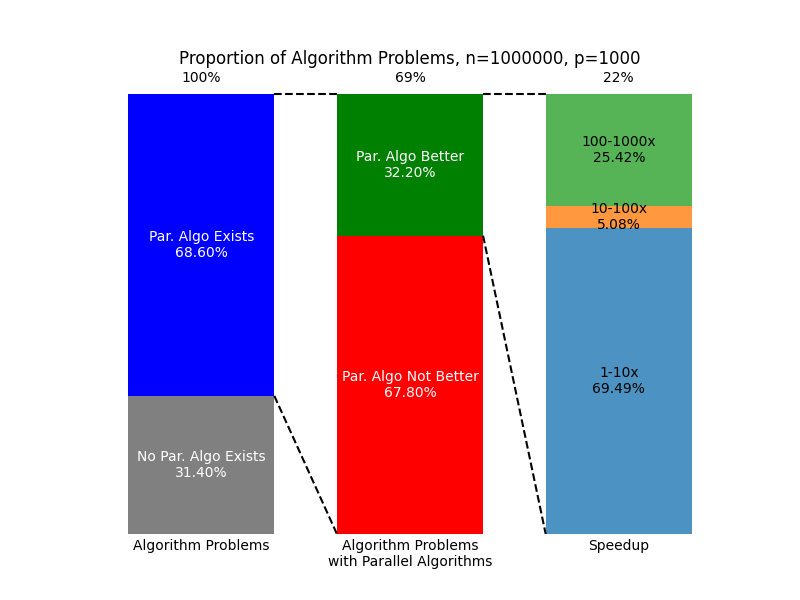 Proportion of Algorithm Problems, n=1000000, p=1000
100%
69%
22%
Par. Algo Exists
68.60%
No Par. Algo Exists
31.40%
Par. Algo Better
32.20%
Par. Algo Not Better
67.80%
100-1000x
25.42%
10-100x
5.08%
1-10x
69.49%
Algorithm Problems
Algorithm Problems
with Parallel Algorithms
Speedup